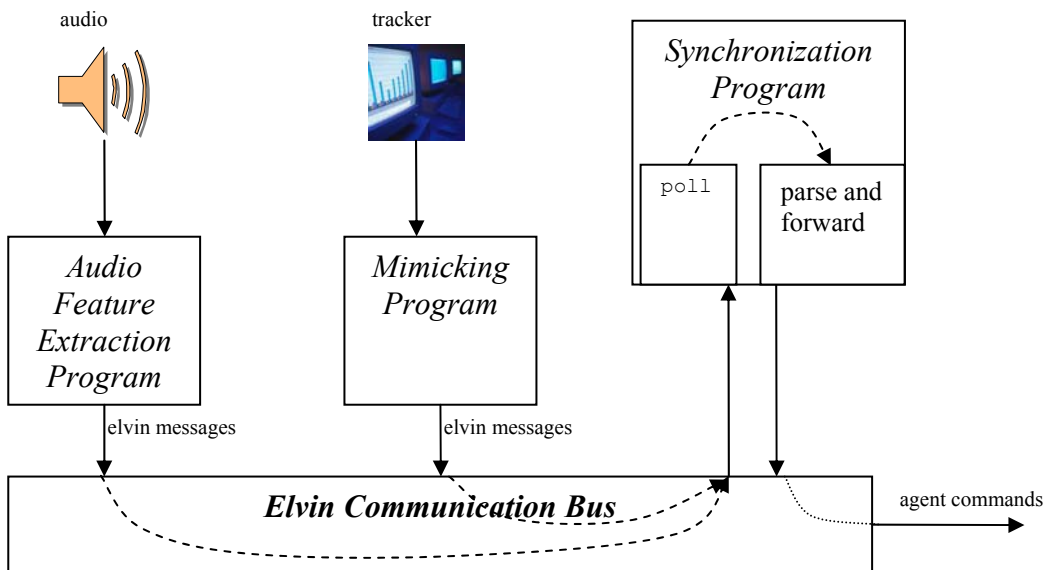 audio
tracker
Synchronization
Program
poll
parse and
forward
Audio
Feature
Extraction
Program
Mimicking
Program
elvin messages
elvin messages
Elvin Communication Bus
agent commands